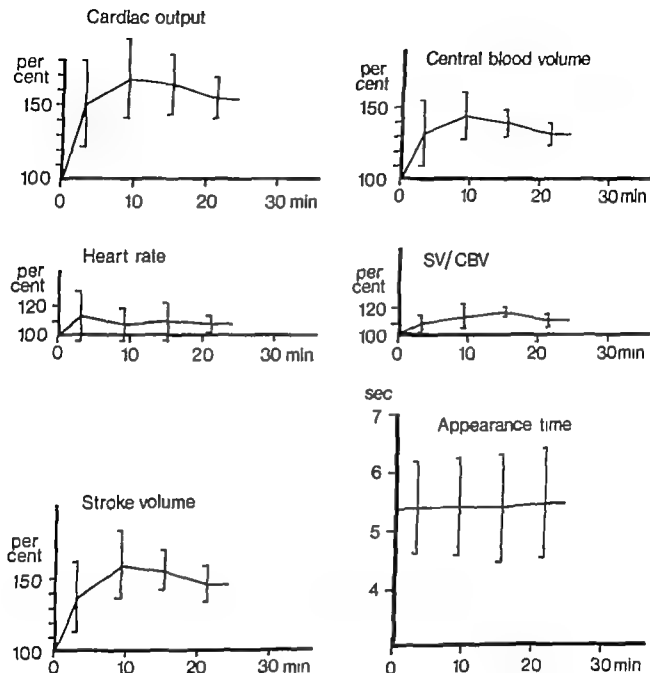 Cardiac output
per
cent
150
100
0 10 20 30 min
Central blood volume
per
cent
150
100
0 10 20 30 min
Heart rate
per
cent
120
100
0 10 20 30 min
SV/CBV
per
cent
120
100
0 10 20 30 min
Stroke volume
per
cent
150
100
0 10 20 30 min
sec
Appearance time
7
6
5
4
0 10 20 30 min